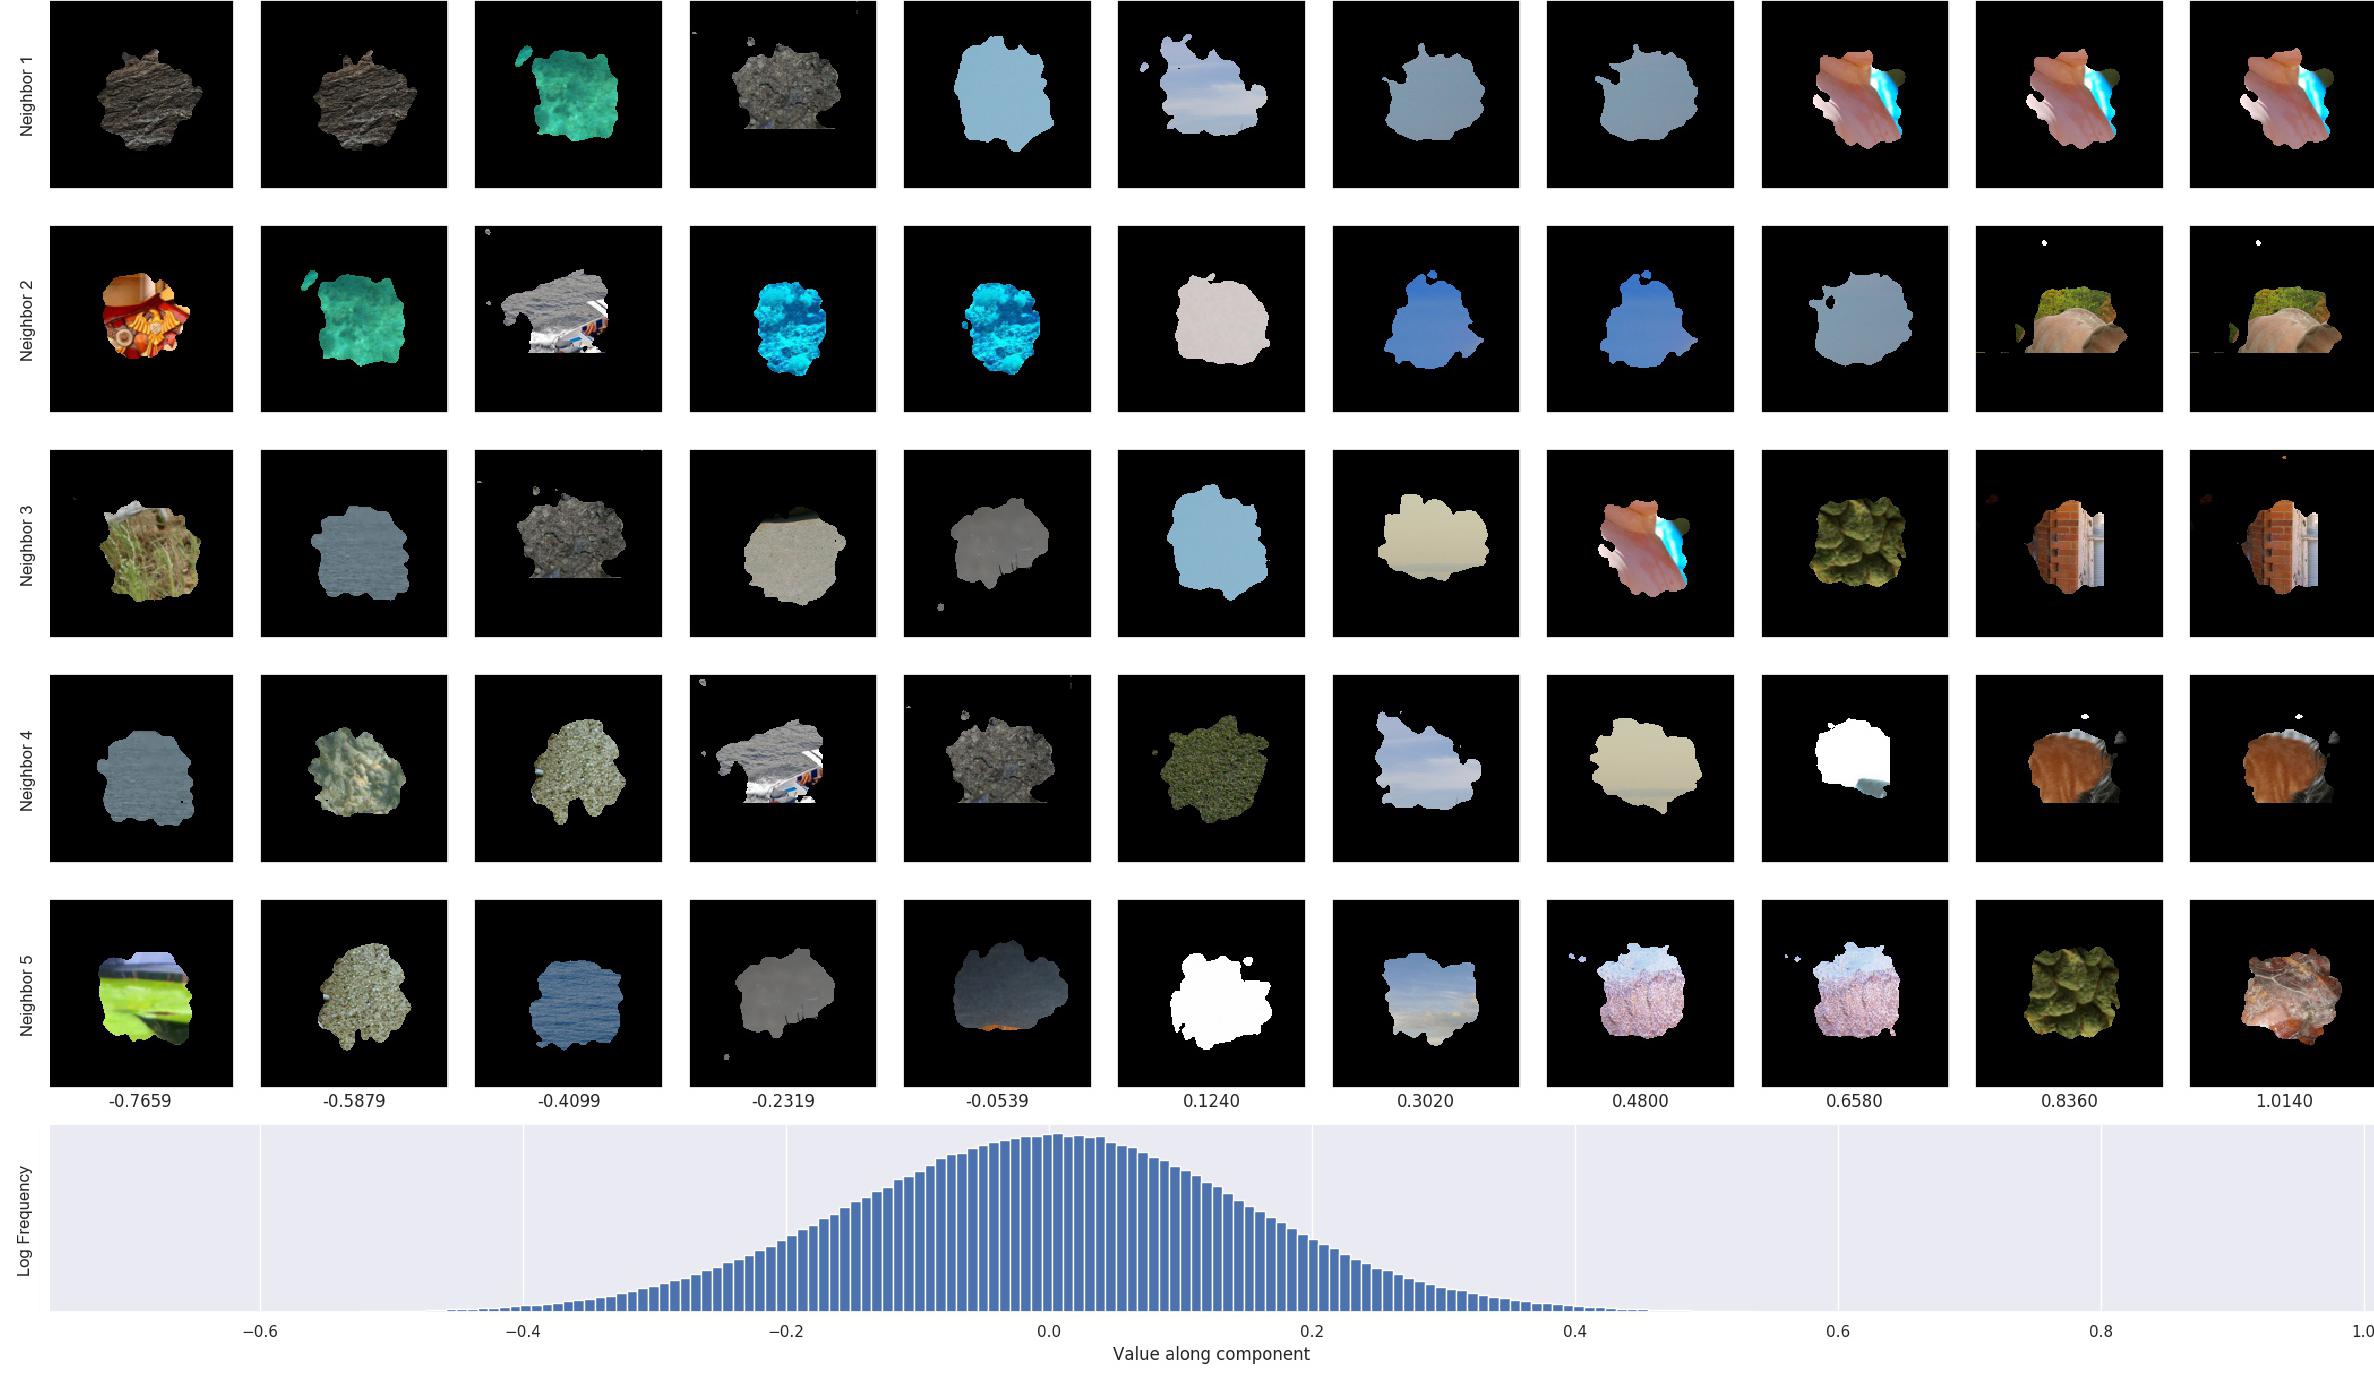 Neighbor 1
Neighbor 2
Neighbor 3
Neighbor 4
Neighbor 5
-0.7659 -0.5879 -0.4099 -0.2319 -0.0539 0.1240 0.3020 0.4800 0.6580 0.8360 1.0140
Log Frequency
−0.6 −0.4 −0.2 0.0 0.2 0.4 0.6 0.8 1.0
Value along component